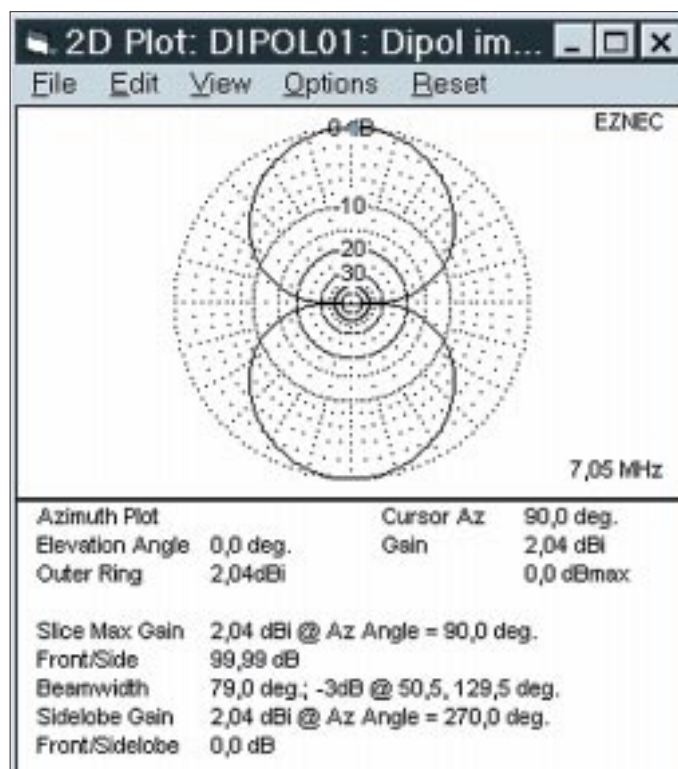 2D Plot: DIPOL01: Dipol im...
File Edit View Options Reset
EZNEC
0 dB
-10
20
30
7,05 MHz
Azimuth Plot Cursor Az 90,0 deg.
Elevation Angle 0,0 deg. Gain 2,04 dBi
Outer Ring 2,04dBi 0,0 dBmax
Slice Max Gain 2,04 dBi @ Az Angle = 90,0 deg.
Front/Side 99,99 dB
Beamwidth 79,0 deg.; -3dB @ 50,5, 129,5 deg.
Sidelobe Gain 2,04 dBi @ Az Angle = 270,0 deg.
Front/Sidelobe 0,0 dB